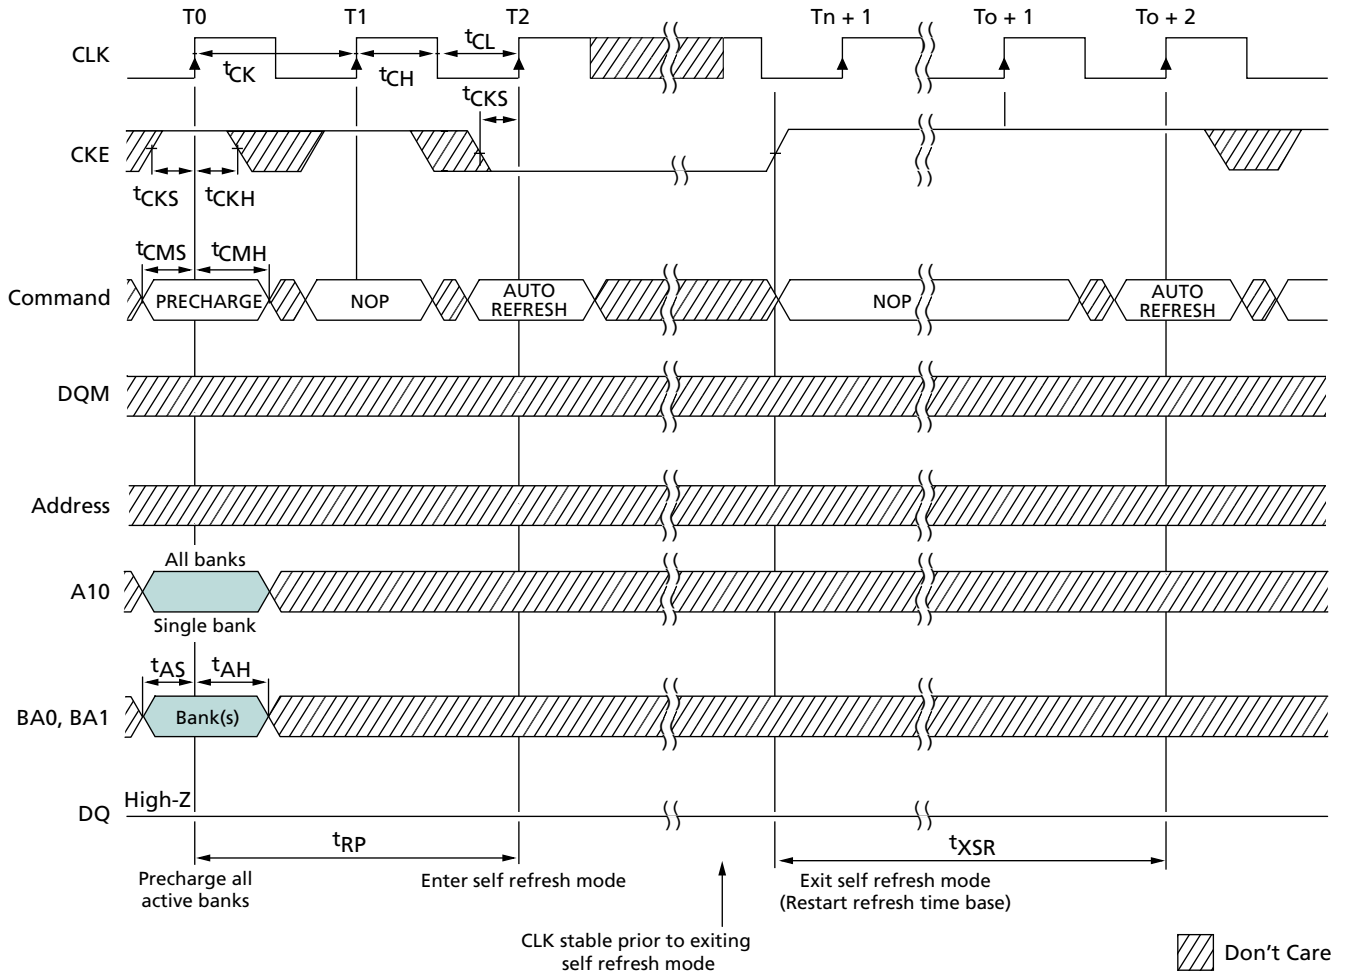 T0 T1 T2 Tn + 1 To + 1 To + 2
CLK
tCK tCH tCL
tCKS
CKE
tCKS tCKH
tCMS tCMH
Command PRECHARGE NOP AUTO REFRESH NOP AUTO REFRESH
DQM
Address
All banks
A10
Single bank
tAS tAH
BA0, BA1 Bank(s)
High-Z
DQ
tRP tXSR
Precharge all
active banks
Enter self refresh mode
Exit self refresh mode
(Restart refresh time base)
CLK stable prior to exiting
self refresh mode
Don't Care